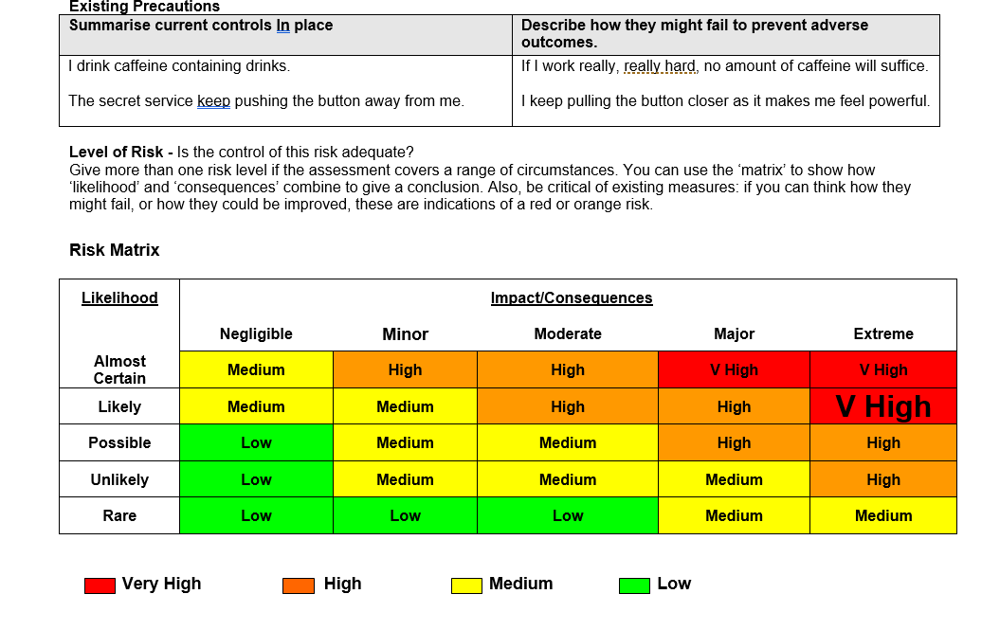 Existing Precautions
Summarise current controls In place
Describe how they might fail to prevent adverse
outcomes.
I drink caffeine containing drinks.
If I work really, really hard, no amount of caffeine will suffice.
The secret service keep pushing the button away from me.
I keep pulling the button closer as it makes me feel powerful.
Level of Risk - Is the control of this risk adequate?
Give more than one risk level if the assessment covers a range of circumstances. You can use the ‘matrix’ to show how
‘likelihood’ and ‘consequences’ combine to give a conclusion. Also, be critical of existing measures: if you can think how they
might fail, or how they could be improved, these are indications of a red or orange risk.
Risk Matrix
Likelihood
Impact/Consequences
Negligible Minor Moderate Major Extreme
Almost
Certain
Medium High High V High V High
Likely Medium Medium High High V High
Possible Low Medium Medium High High
Unlikely Low Medium Medium Medium High
Rare Low Low Low Medium Medium
Very High High Medium Low